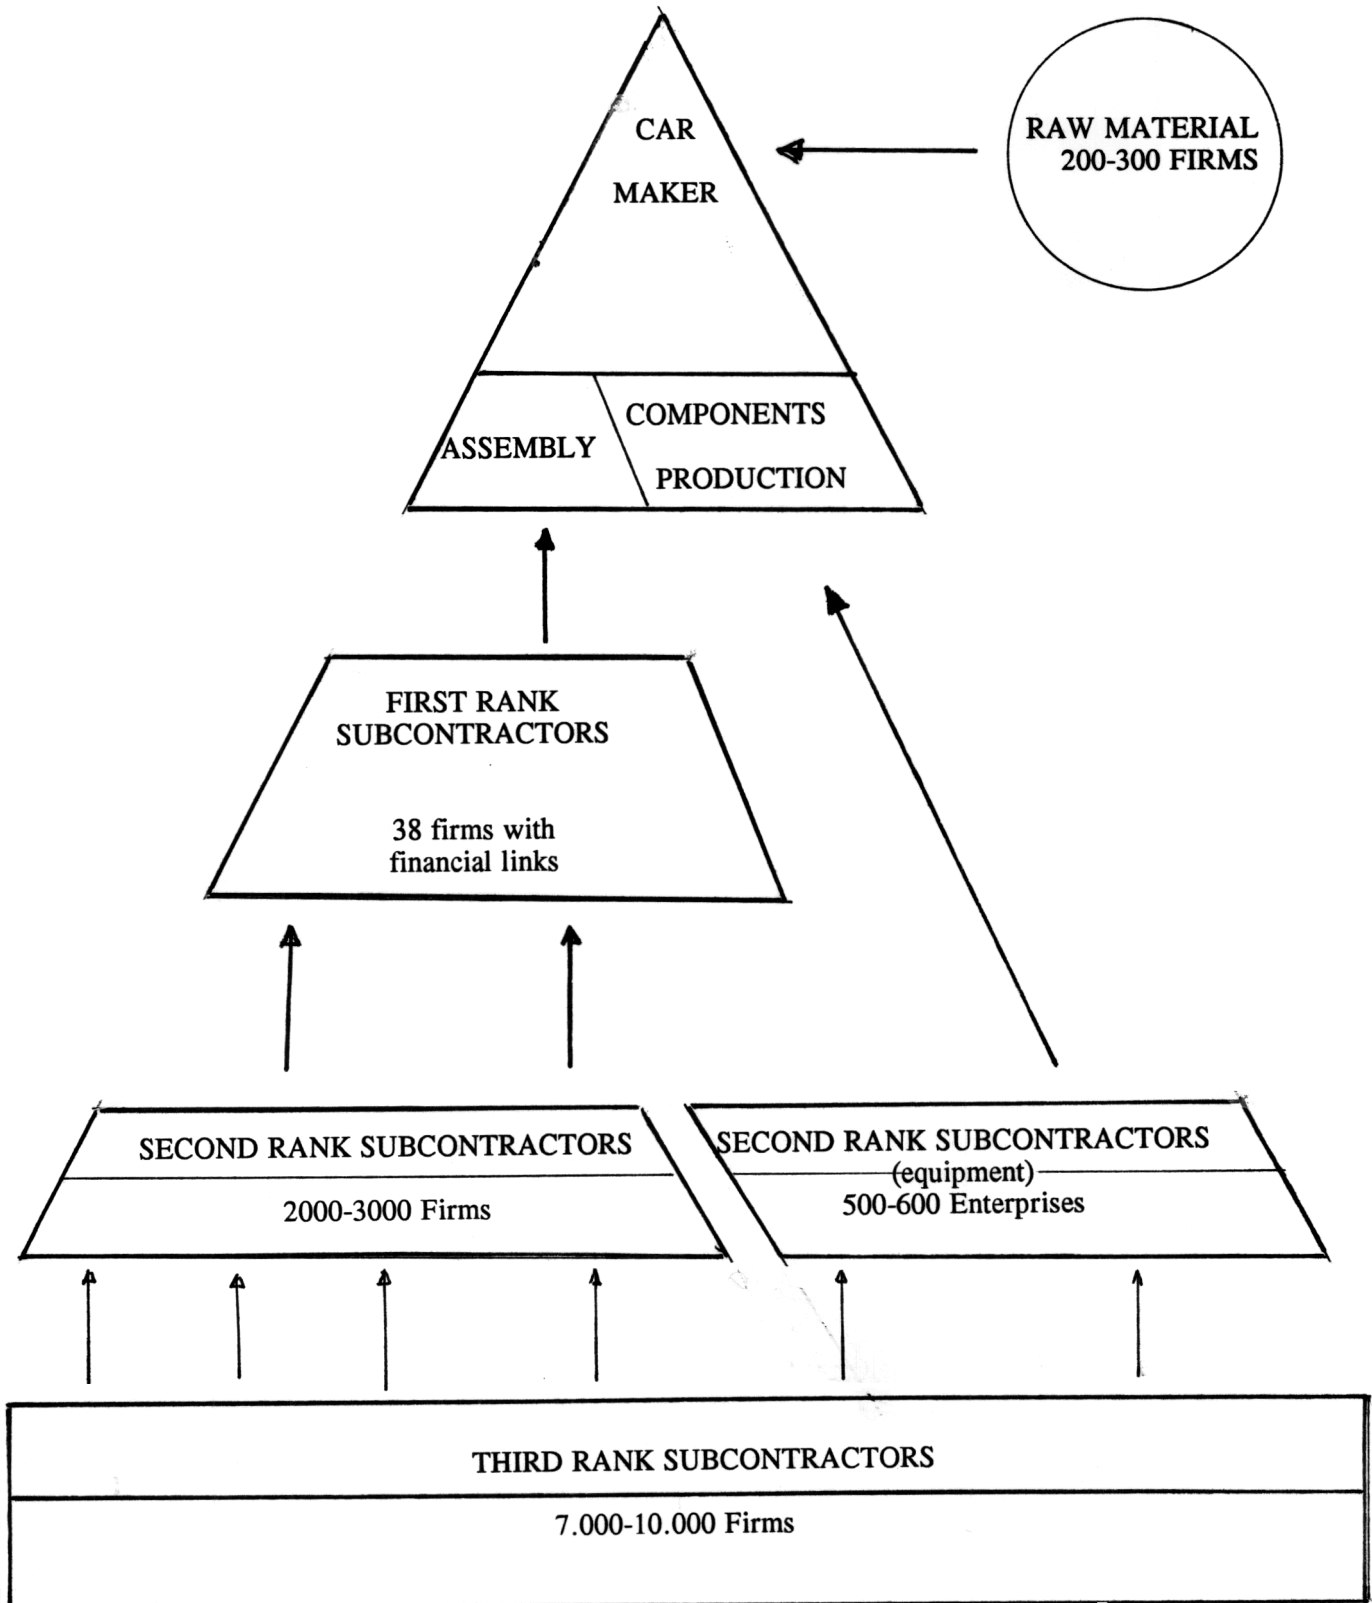 CAR
MAKER
RAW MATERIAL
200-300 FIRMS
ASSEMBLY
COMPONENTS
PRODUCTION
FIRST RANK
SUBCONTRACTORS
38 firms with
financial links
SECOND RANK SUBCONTRACTORS
2000-3000 Firms
SECOND RANK SUBCONTRACTORS
(equipment)
500-600 Enterprises
THIRD RANK SUBCONTRACTORS
7.000-10.000 Firms